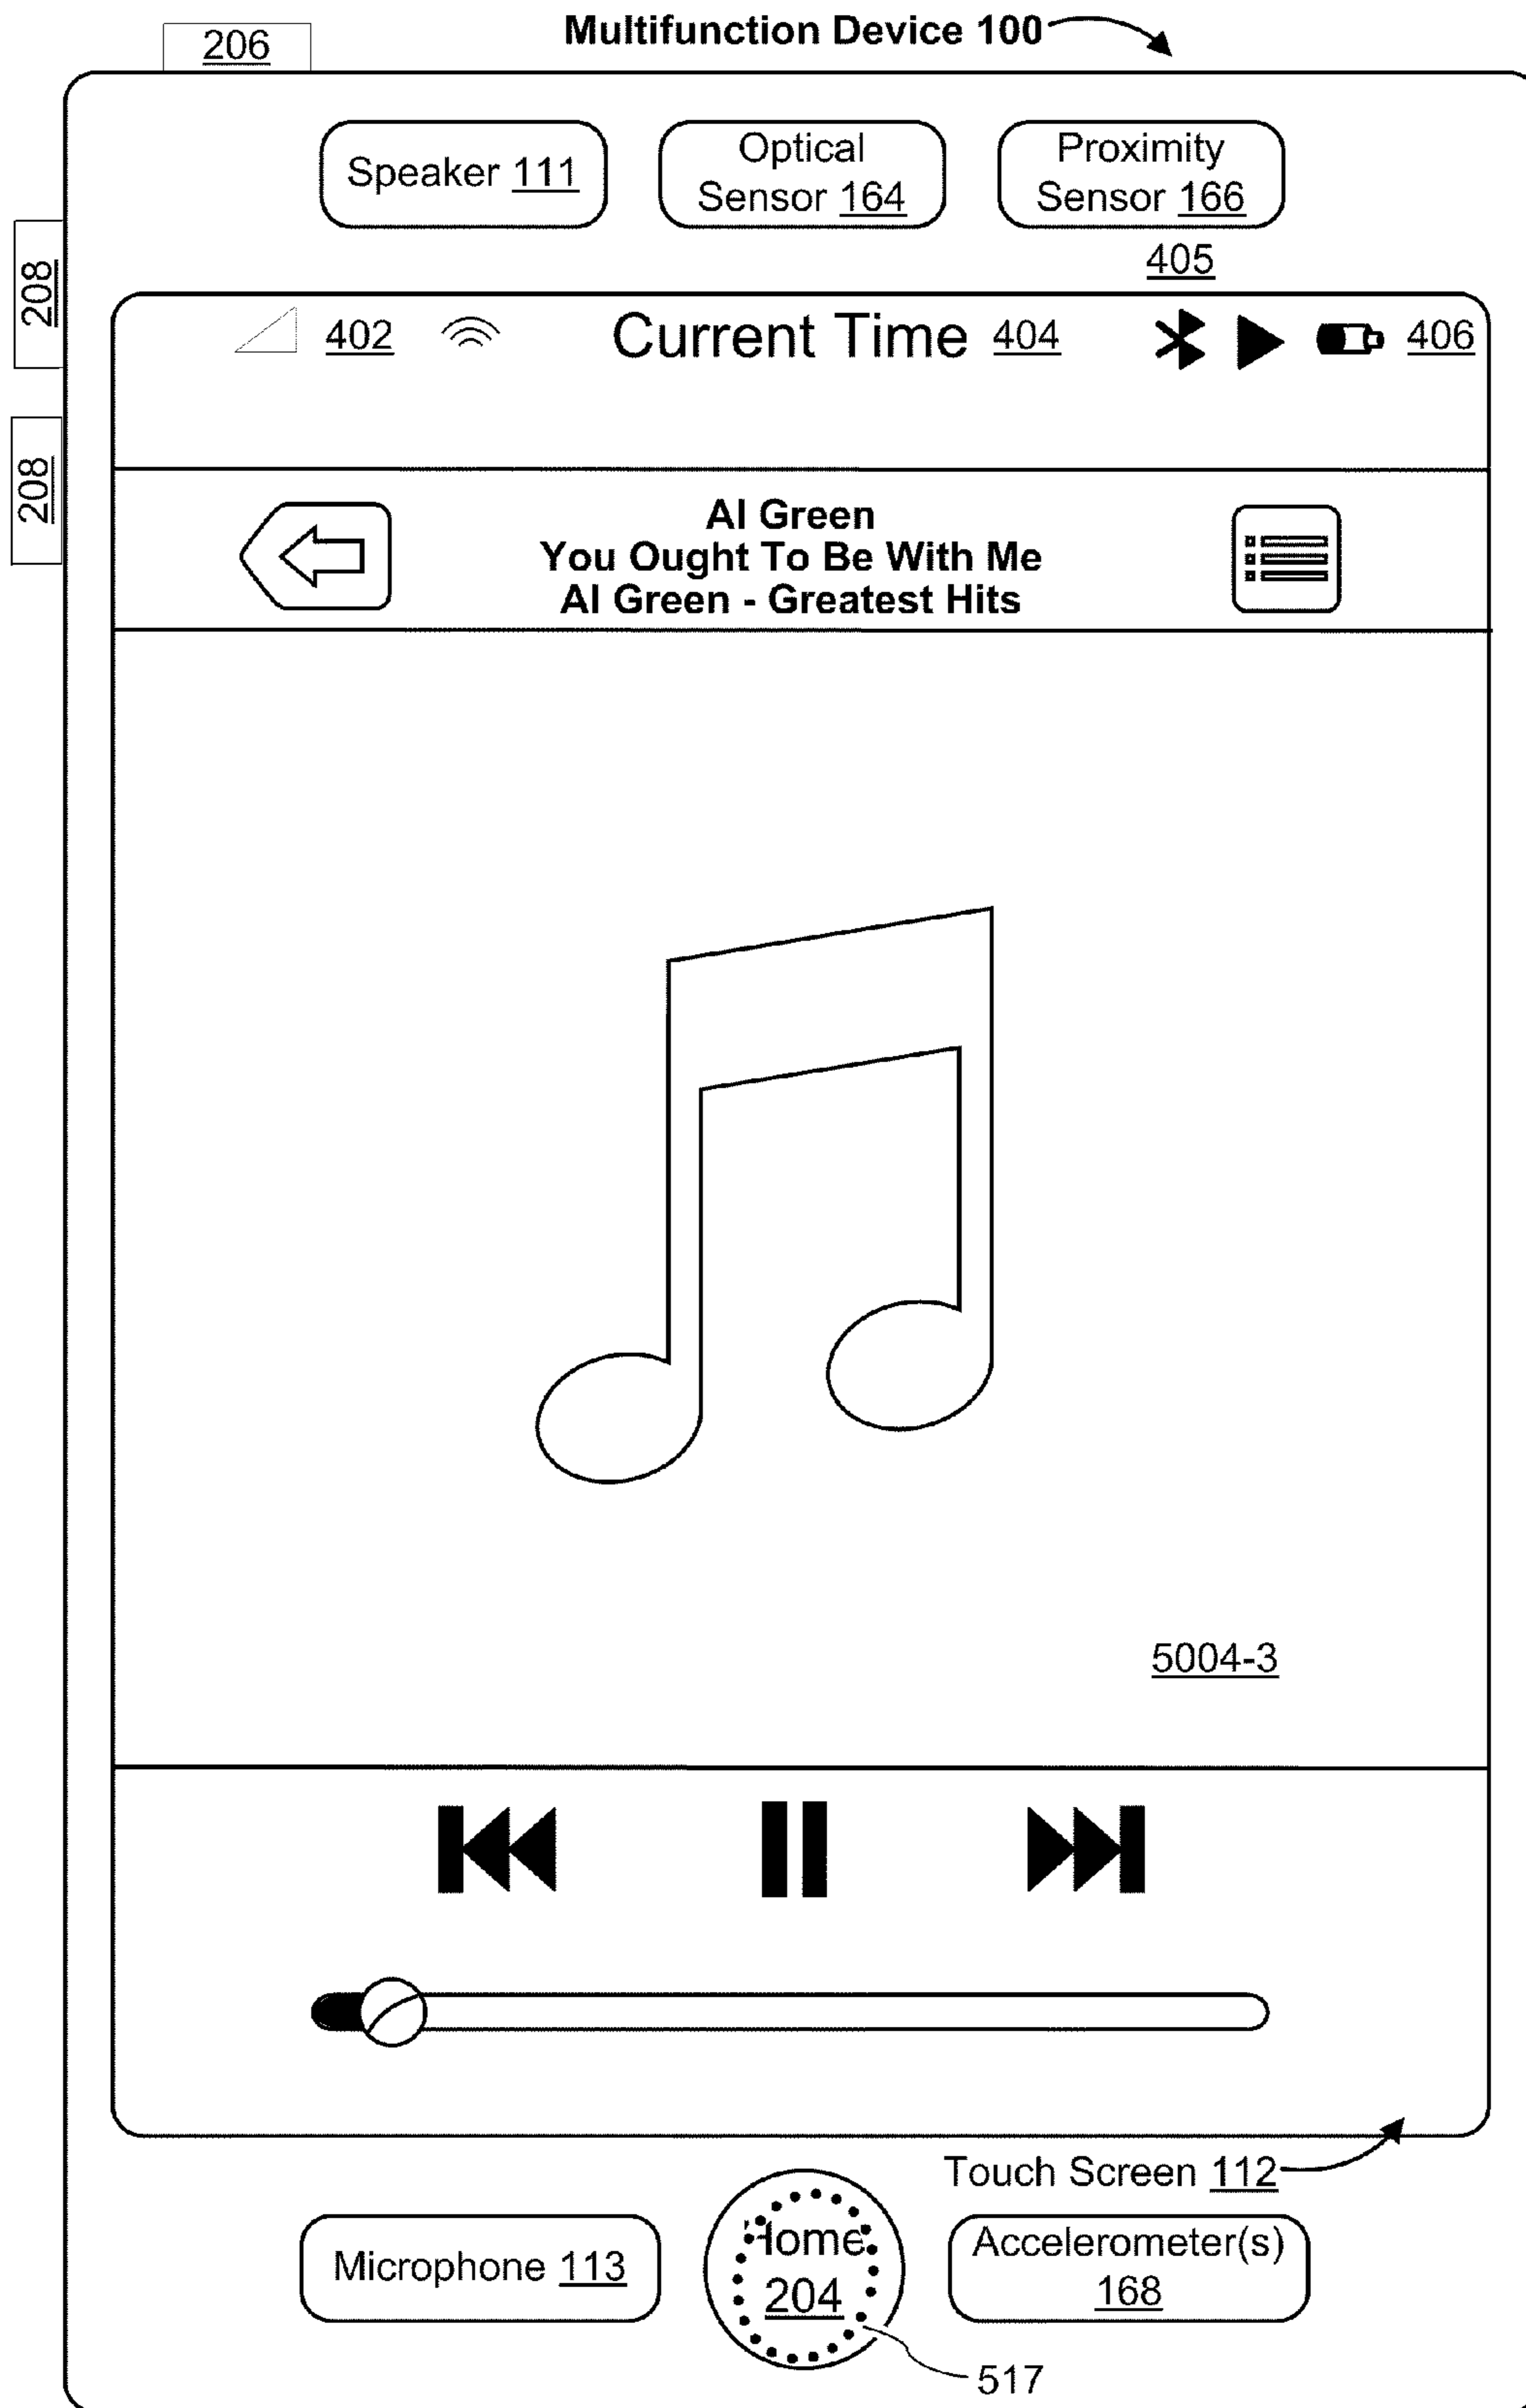 Multifunction Device 100
206
Speaker 111
Optical
Sensor 164
Proximity
Sensor 166
405
208
402
Current Time 404
406
208
Al Green
You Ought To Be With Me
Al Green - Greatest Hits
5004-3
Touch Screen 112
Microphone 113
Home
204
Accelerometer(s)
168
517